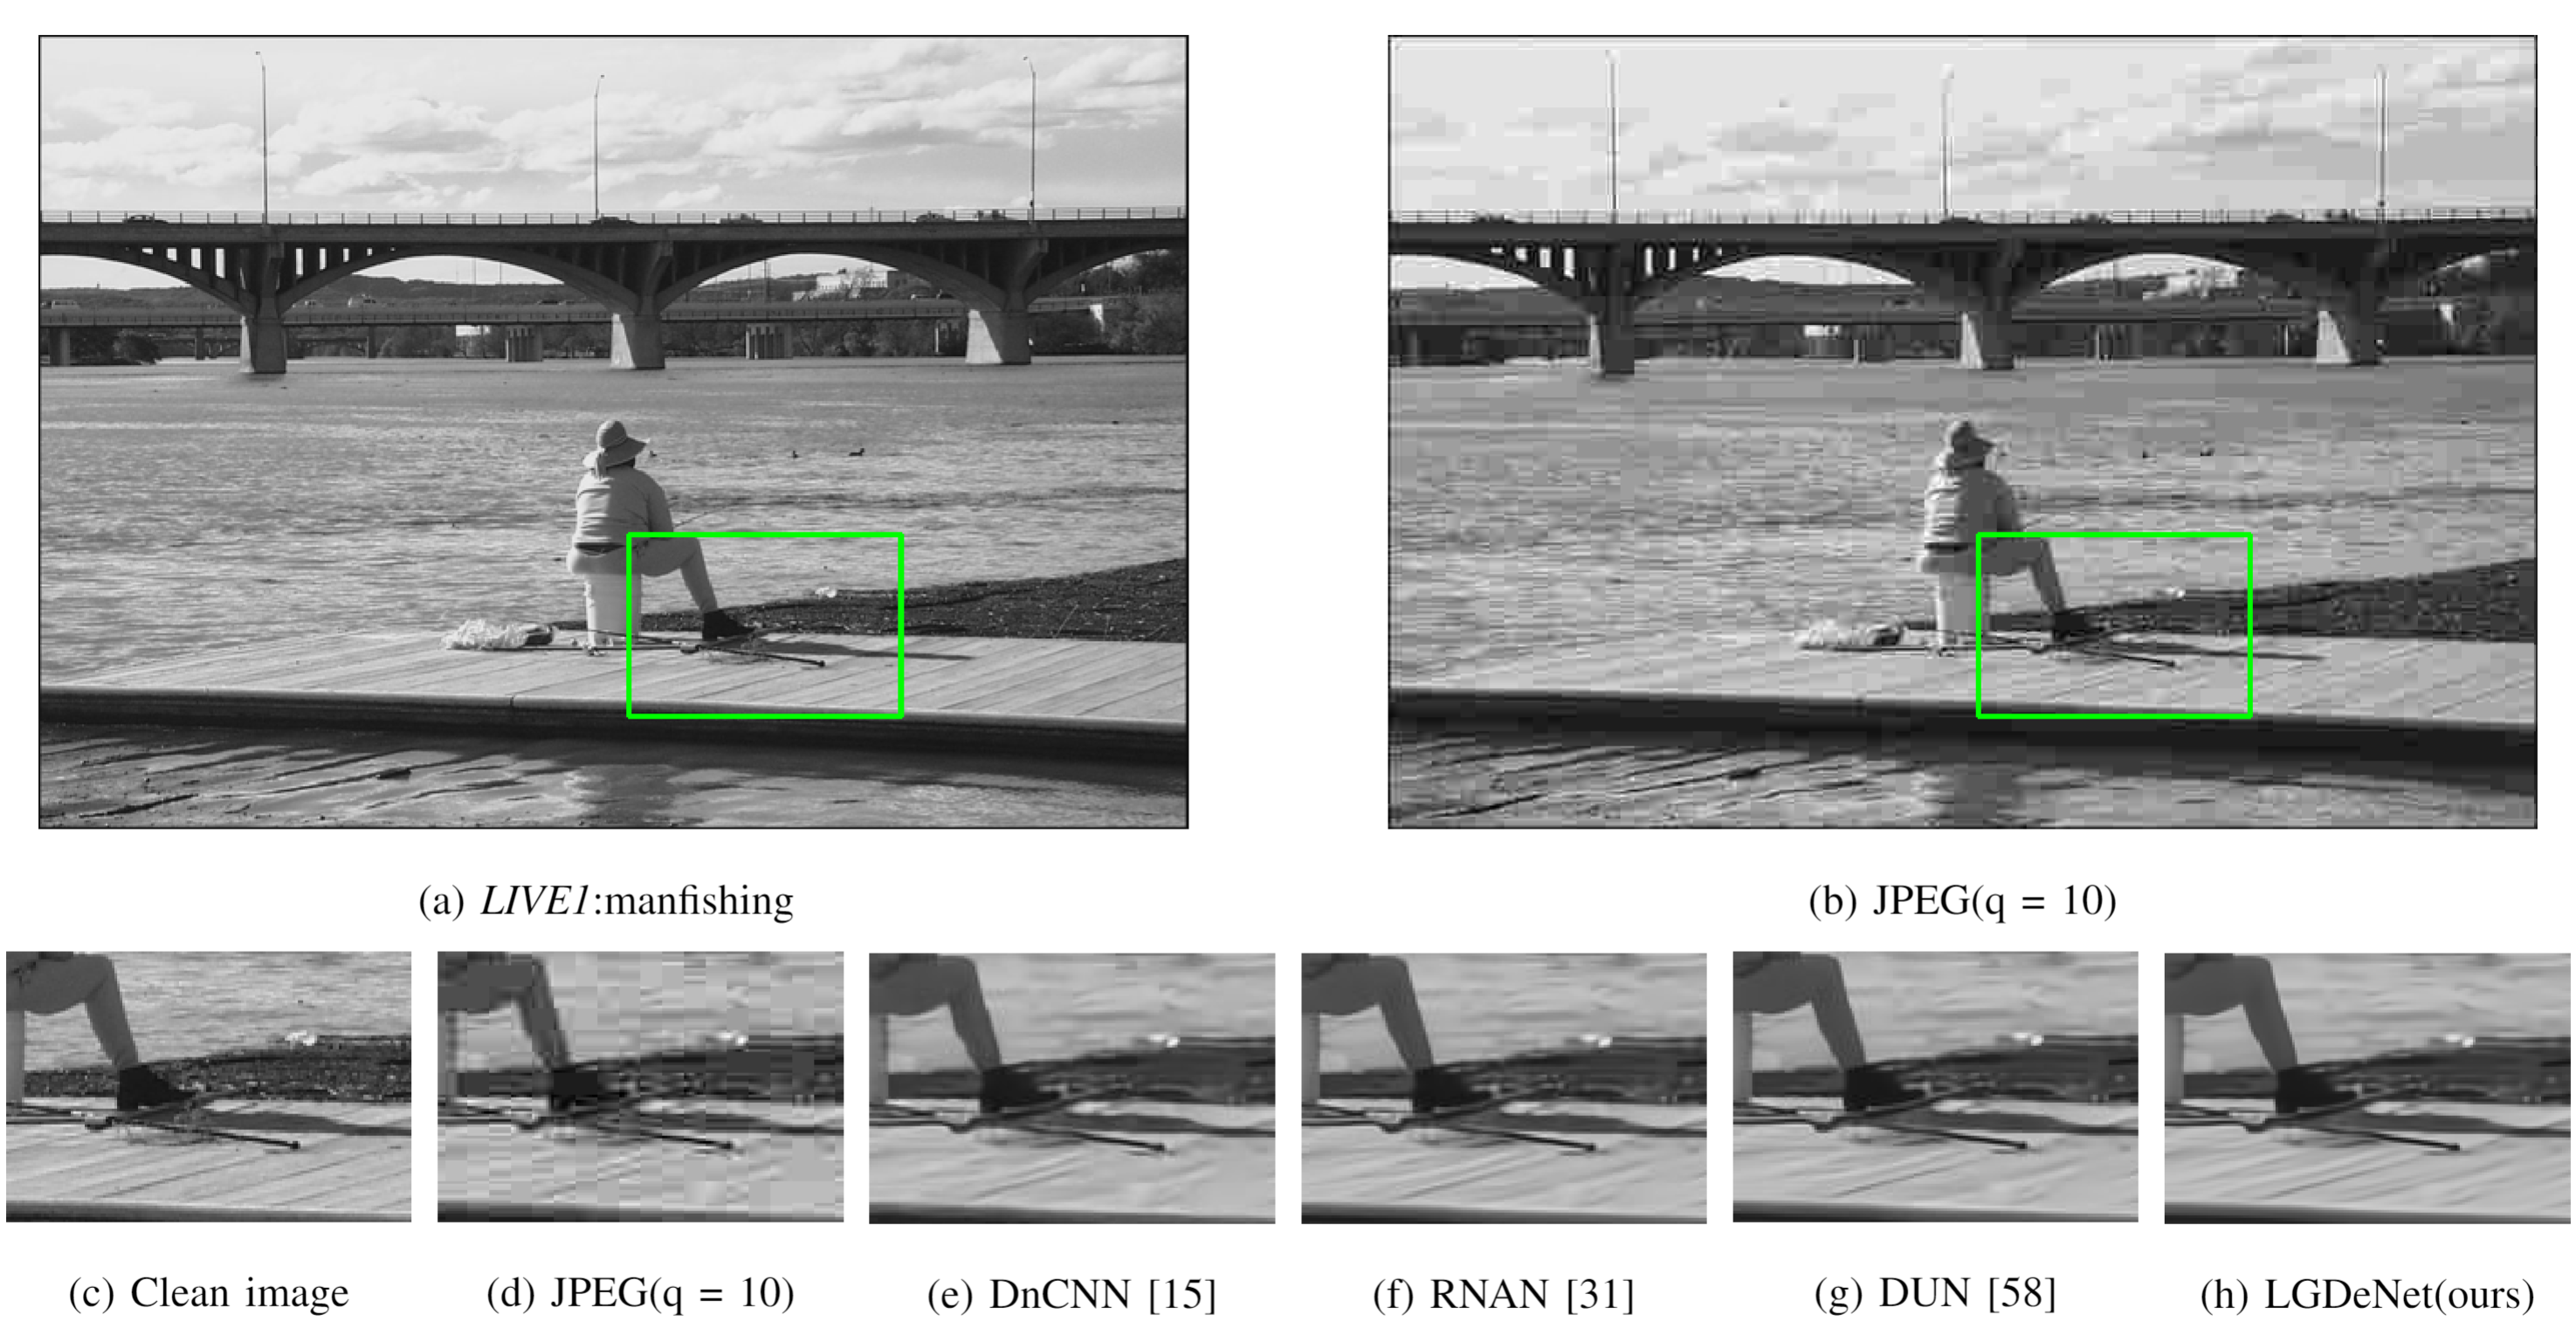 (a) LIVE1:manfishing
(b) JPEG(q = 10)
(c) Clean image
(d) JPEG(q = 10)
(e) DnCNN [15]
(f) RNAN [31]
(g) DUN [58]
(h) LGDeNet(ours)